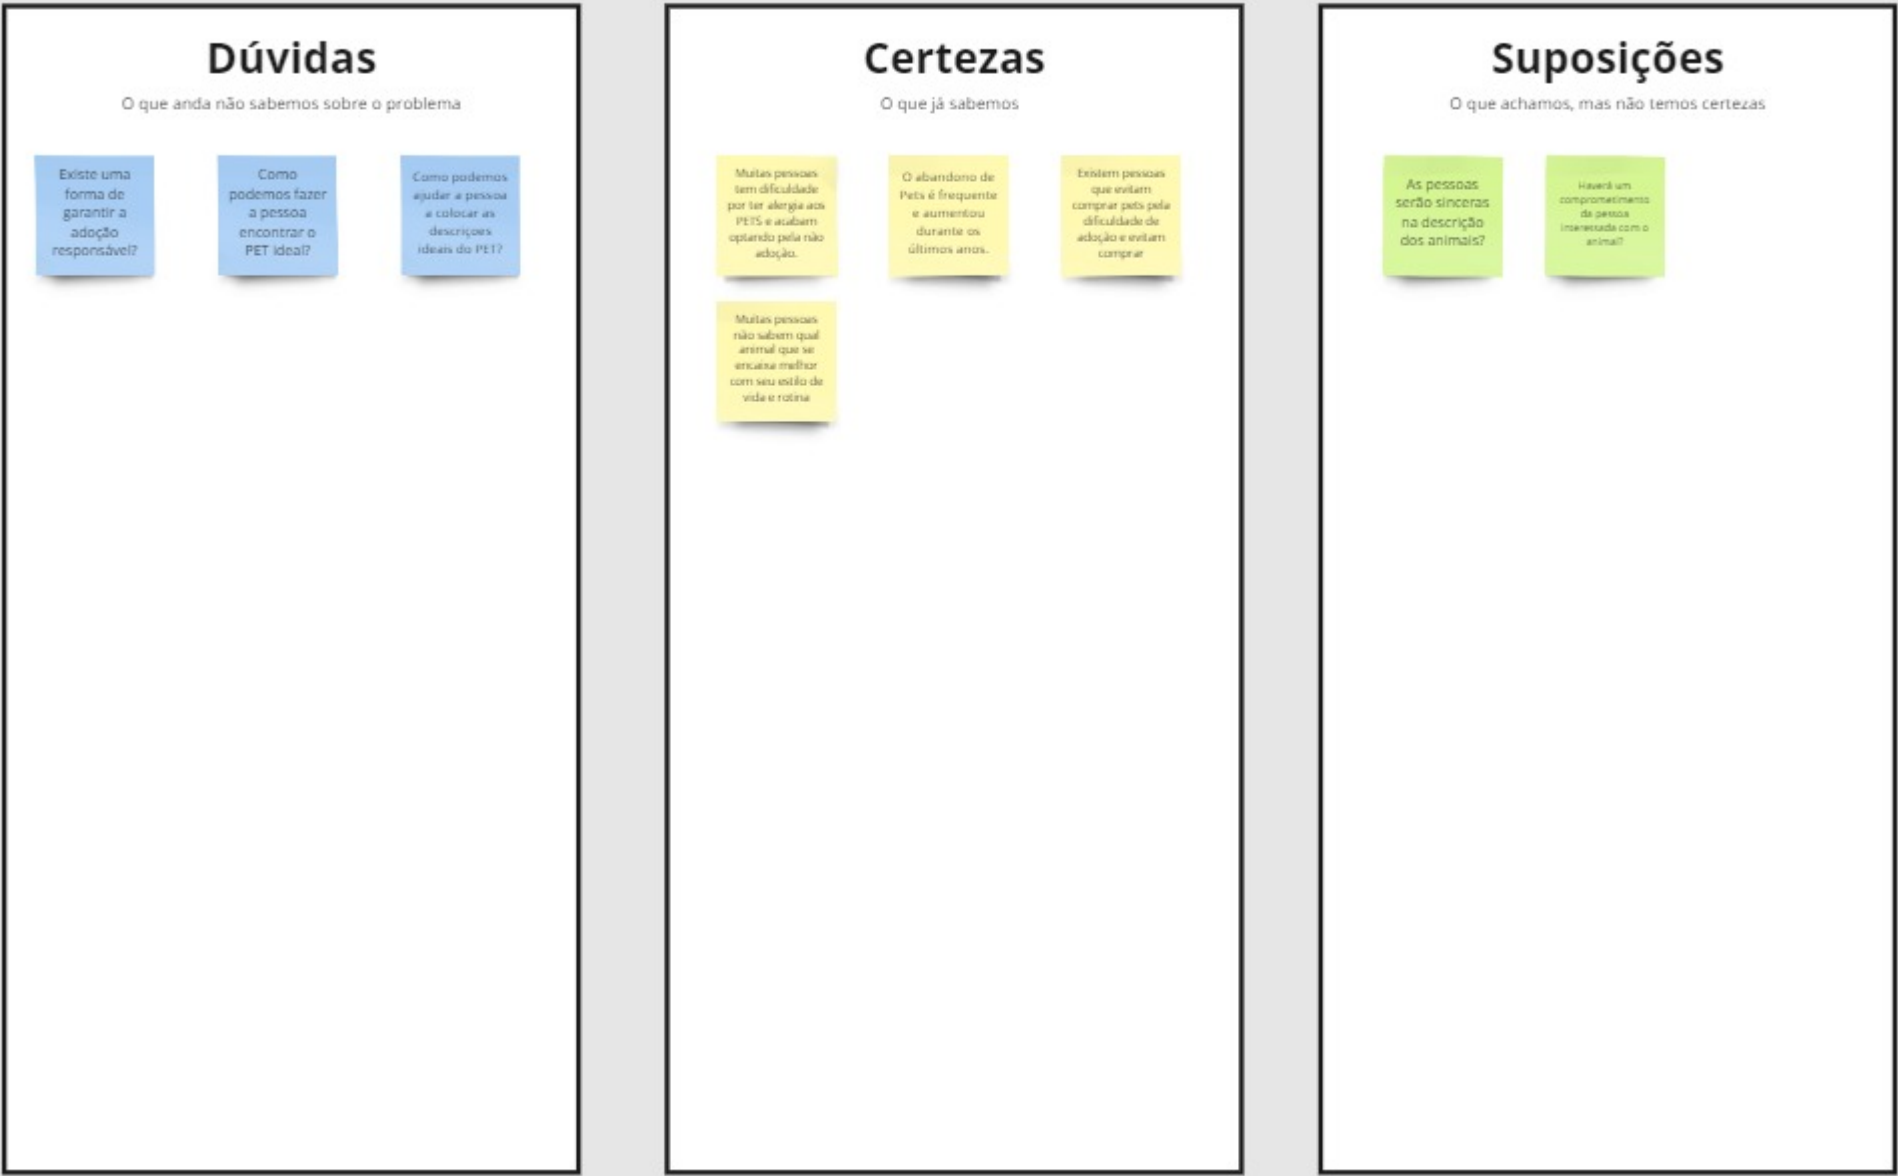 Dúvidas
O que anda não sabemos sobre o problema
Existe uma
forma de
garantir a
adoção
responsável?
Como
podemos fazer
a pessoa
encontrar o
PET ideal?
Como podemos
ajudar a pessoa
a colocar as
descriçoes
ideais do PET?
Certezas
O que já sabemos
Muitas pessoas
tem dificuldade
por ter alergia aos
PETS e acabam
optando pela não
adoção.
O abandono de
Pets é frequente
e aumentou
durante os
últimos anos.
Existem pessoas
que evitam
comprar pets pela
dificuldade de
adoção e evitam
comprar
Muitas pessoas
não sabem qual
animal que se
encaixa melhor
com seu estilo de
vida e rotina
Suposições
O que achamos, mas não temos certezas
As pessoas
serão sinceras
na descrição
dos animais?
Haverá um
comprometimento
da pessoa
interessada com o
animal?